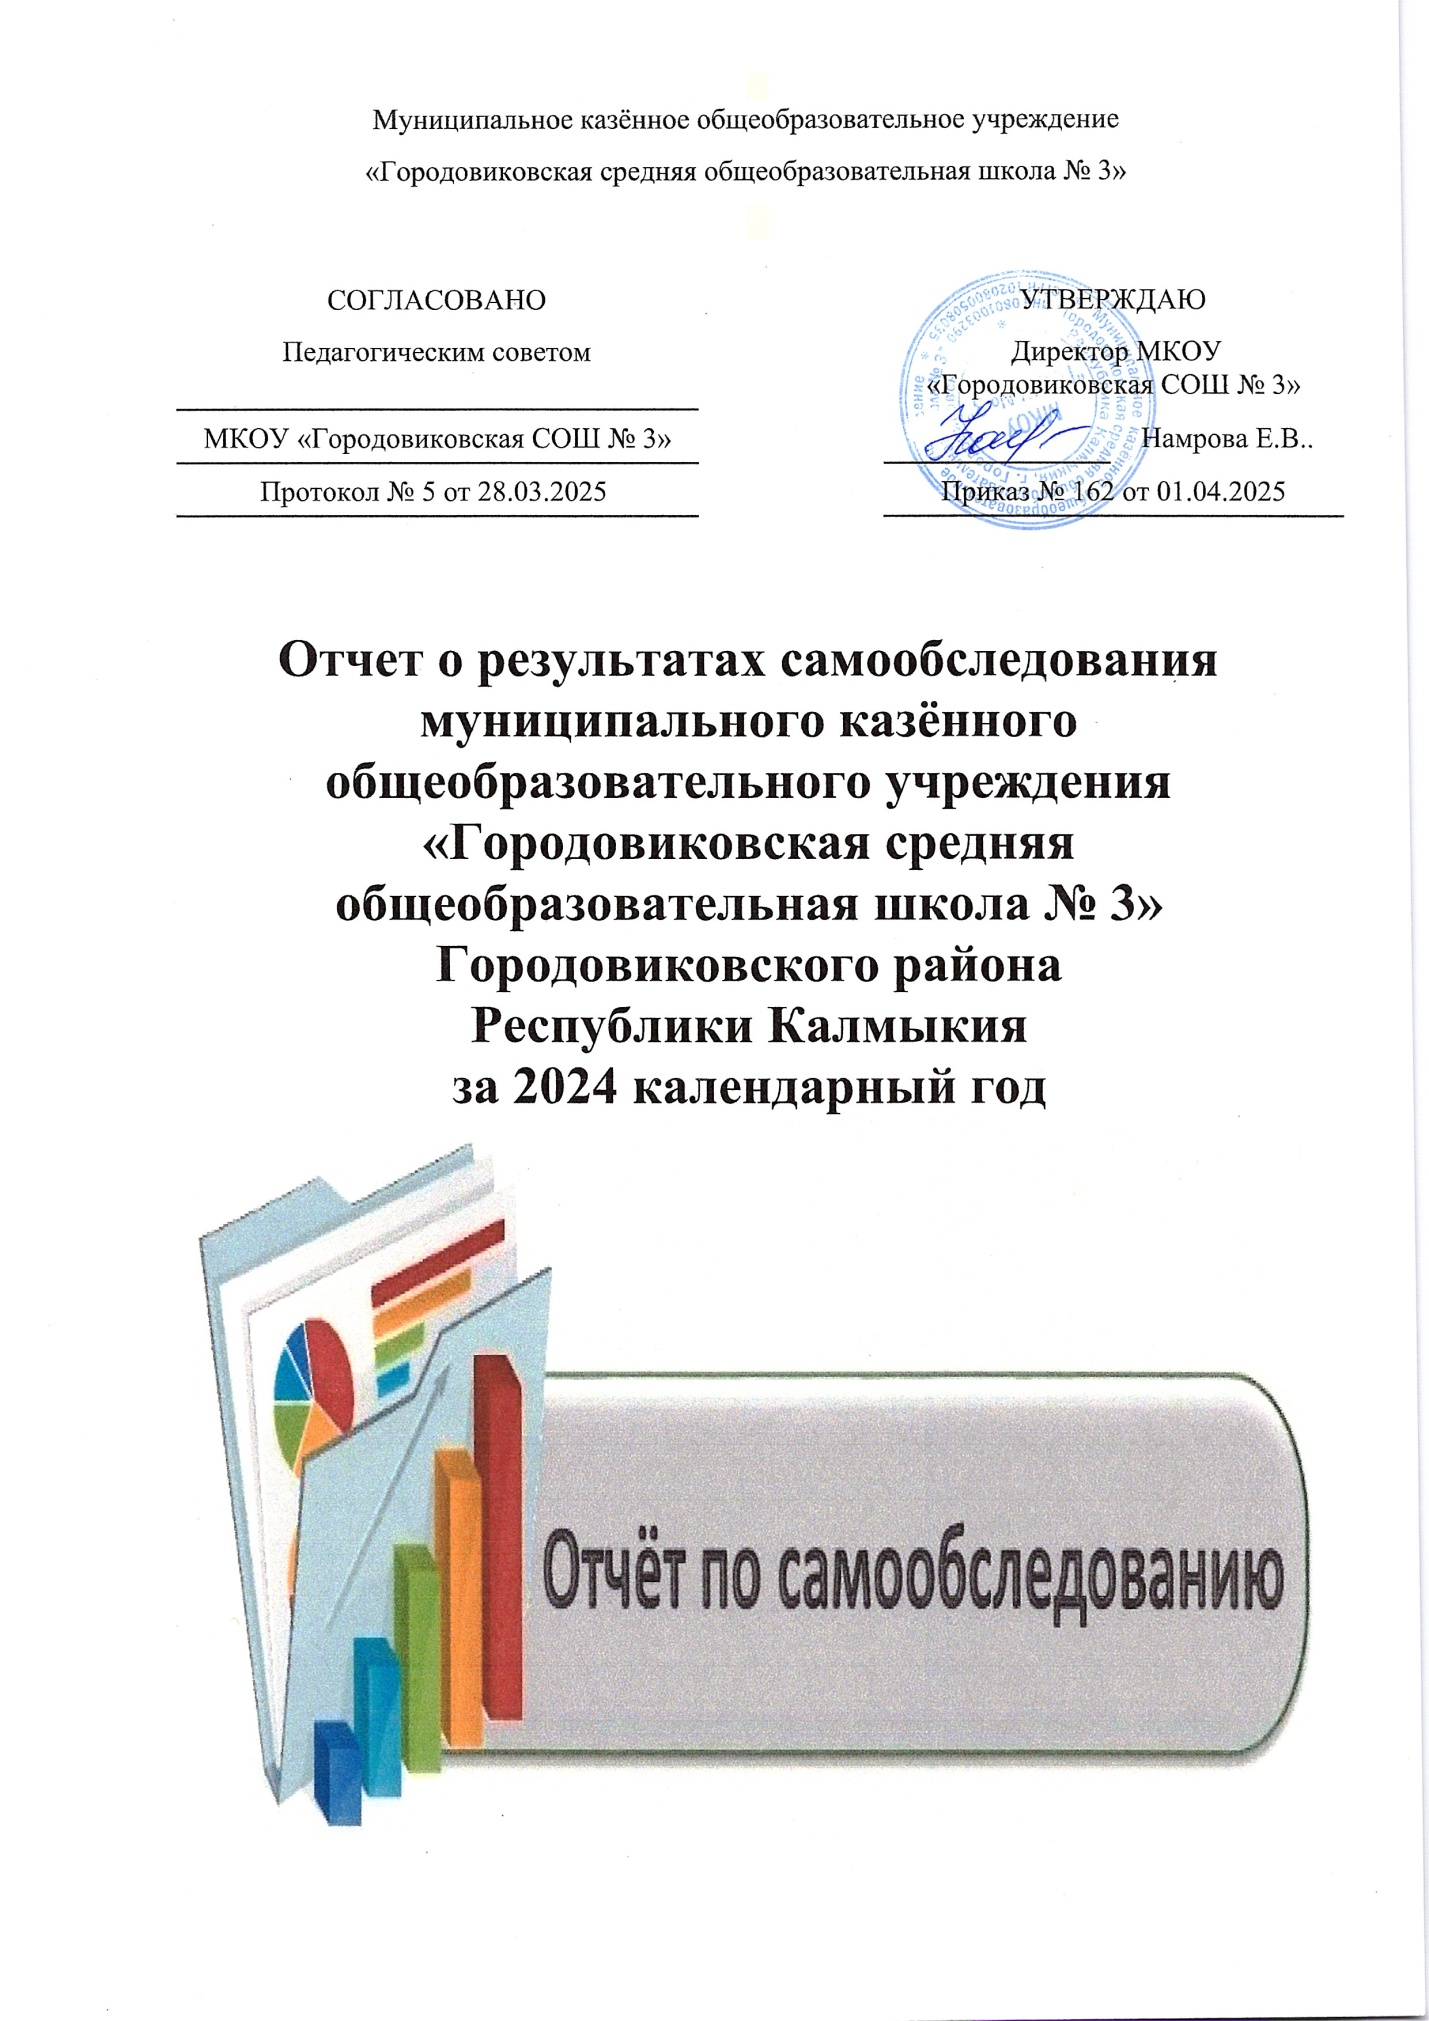 Муниципальное казённое общеобразовательное учреждение
«Городовиковская средняя общеобразовательная школа № 3»
СОГЛАСОВАНО
Педагогическим советом
МКОУ «Городовиковская СОШ № 3»
Протокол № 5 от 28.03.2025
УТВЕРЖДАЮ
Директор МКОУ
«Городовиковская СОШ № 3»
Намрова Е.В..
Приказ № 162 от 01.04.2025
Отчет о результатах самообследования
муниципального казённого
общеобразовательного учреждения
«Городовиковская средняя
общеобразовательная школа № 3»
Городовиковского района
Республики Калмыкия
за 2024 календарный год
Отчёт по самообследованию